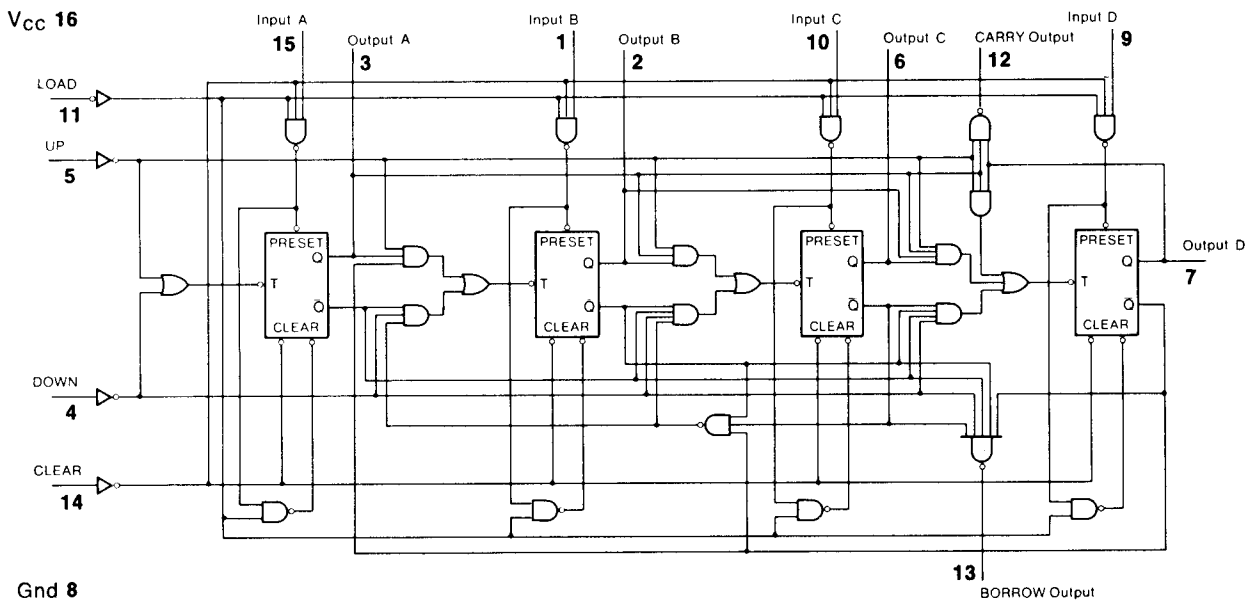 VCC 16
Input A
15
Output A
3
Input B
1
Output B
2
Input C
10
Output C
6
CARRY Output
12
Input D
9
LOAD
11
UP
5
PRESET
Q
T
Q̅
CLEAR
PRESET
Q
T
Q̅
CLEAR
PRESET
Q
T
Q̅
CLEAR
PRESET
Q
T
Q̅
CLEAR
Output D
7
DOWN
4
CLEAR
14
13
BORROW Output
Gnd 8